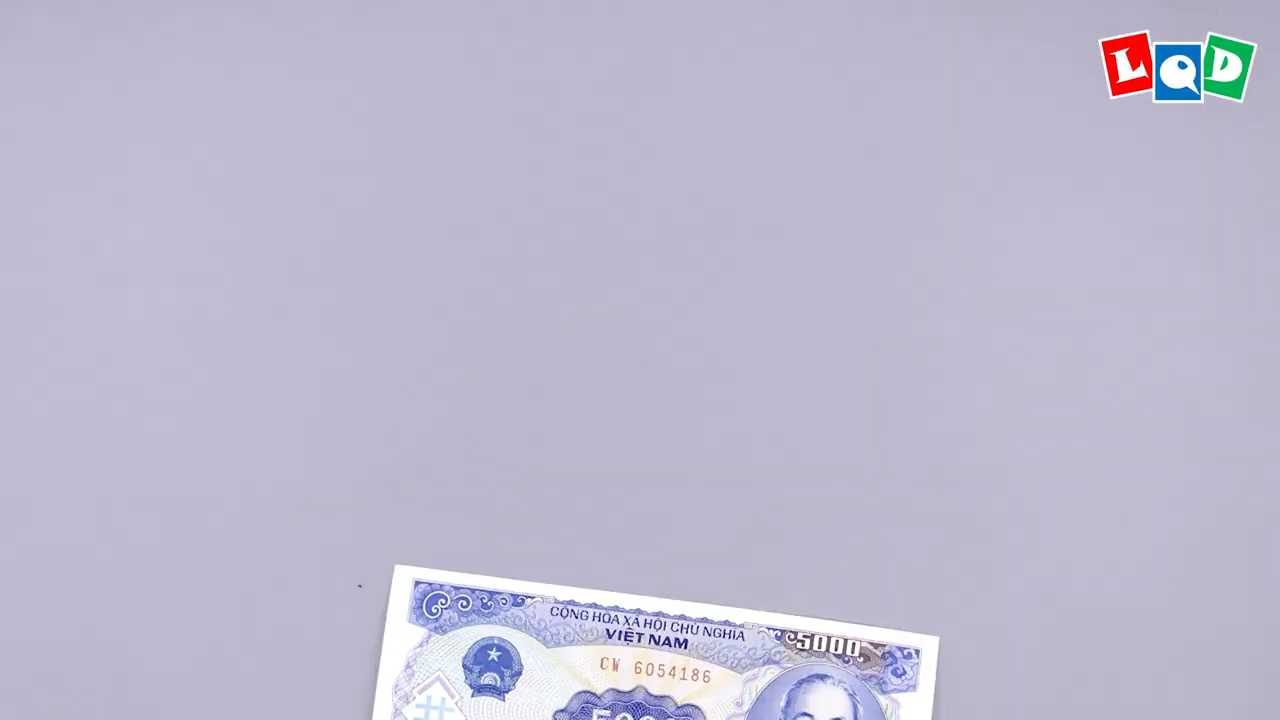 LQD
CỘNG HÒA XÃ HỘI CHỦ NGHĨA
VIỆT NAM
5000
CW 6054186